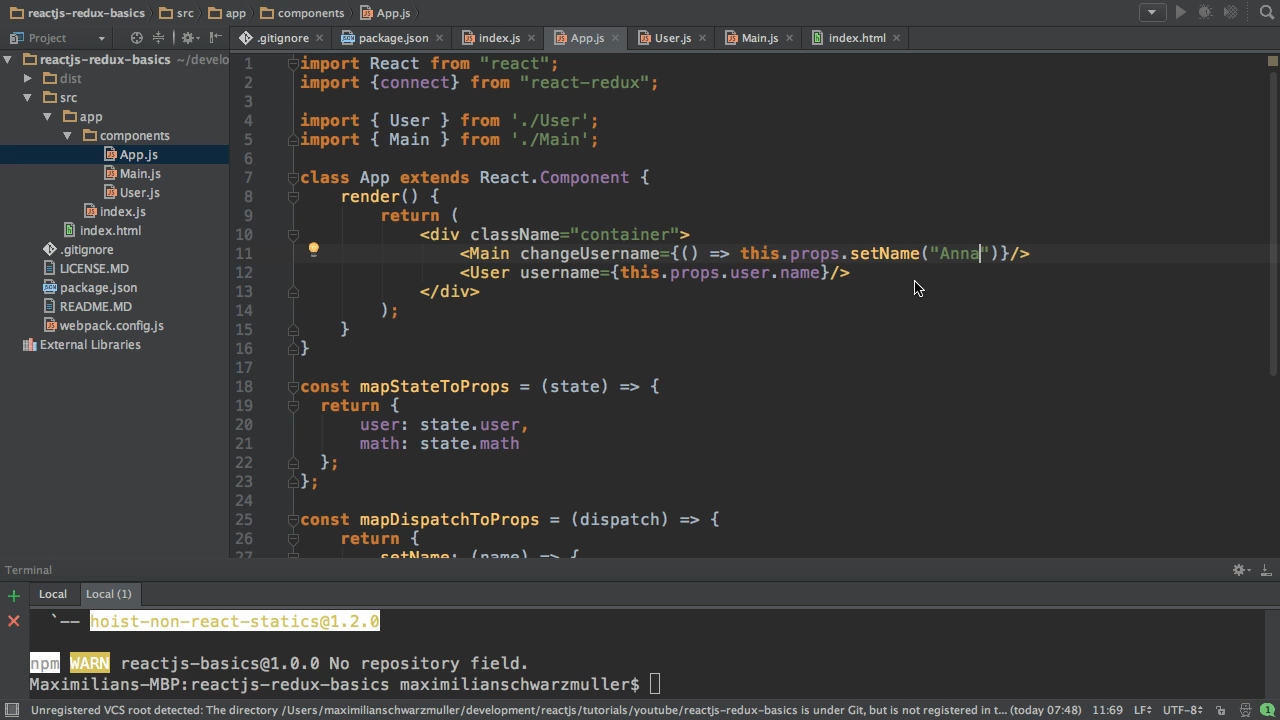 reactjs-redux-basics src app components App.js
Project
.gitignore package.json index.js App.js User.js Main.js index.html
reactjs-redux-basics ~/develo
dist
src
app
components
App.js
Main.js
User.js
index.js
index.html
.gitignore
LICENSE.MD
package.json
README.MD
webpack.config.js
External Libraries
1 import React from "react";
2 import {connect} from "react-redux";
3
4 import { User } from './User';
5 import { Main } from './Main';
6
7 class App extends React.Component {
8 render() {
9 return (
10 <div className="container">
11 <Main changeUsername={() => this.props.setName("Anna")}/>
12 <User username={this.props.user.name}/>
13 </div>
14 );
15 }
16 }
17
18 const mapStateToProps = (state) => {
19 return {
20 user: state.user,
21 math: state.math
22 };
23 };
24
25 const mapDispatchToProps = (dispatch) => {
26 return {
27 setName: (name) => {
Terminal
Local Local (1)
`-- hoist-non-react-statics@1.2.0
npm WARN reactjs-basics@1.0.0 No repository field.
Maximilians-MBP:reactjs-redux-basics maximilianschwarzmuller$
Unregistered VCS root detected: The directory /Users/maximilianschwarzmuller/development/reactjs/tutorials/youtube/reactjs-redux-basics is under Git, but is not registered in t... (today 07:48) 11:69 LF÷ UTF-8÷ 1